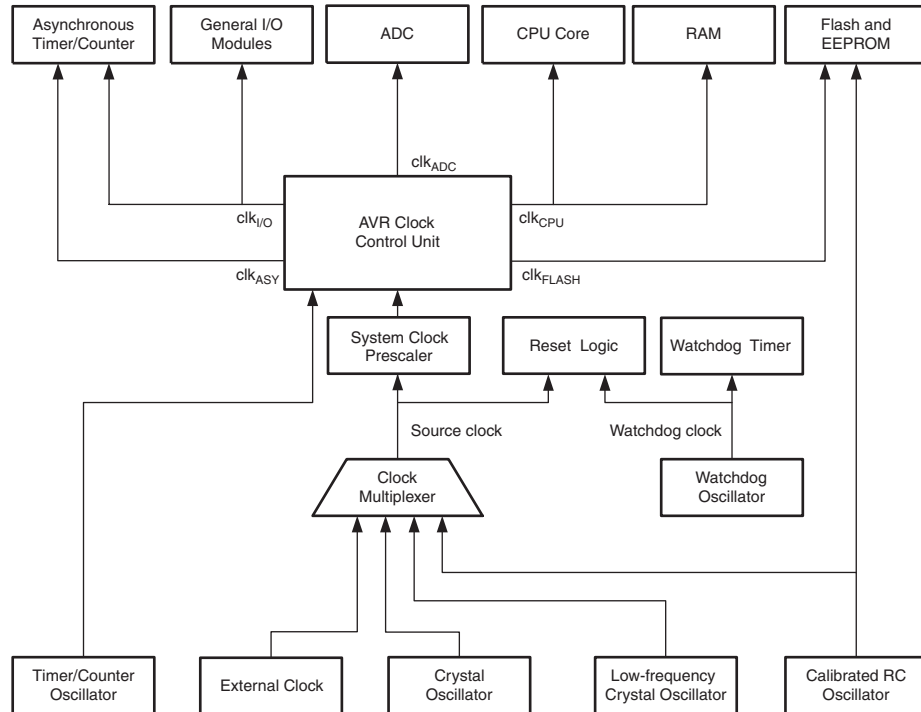 Asynchronous
Timer/Counter
General I/O
Modules
ADC
CPU Core
RAM
Flash and
EEPROM
clkADC
clkI/O
AVR Clock
Control Unit
clkCPU
clkASY
clkFLASH
System Clock
Prescaler
Reset Logic
Watchdog Timer
Source clock
Watchdog clock
Clock
Multiplexer
Watchdog
Oscillator
Timer/Counter
Oscillator
External Clock
Crystal
Oscillator
Low-frequency
Crystal Oscillator
Calibrated RC
Oscillator